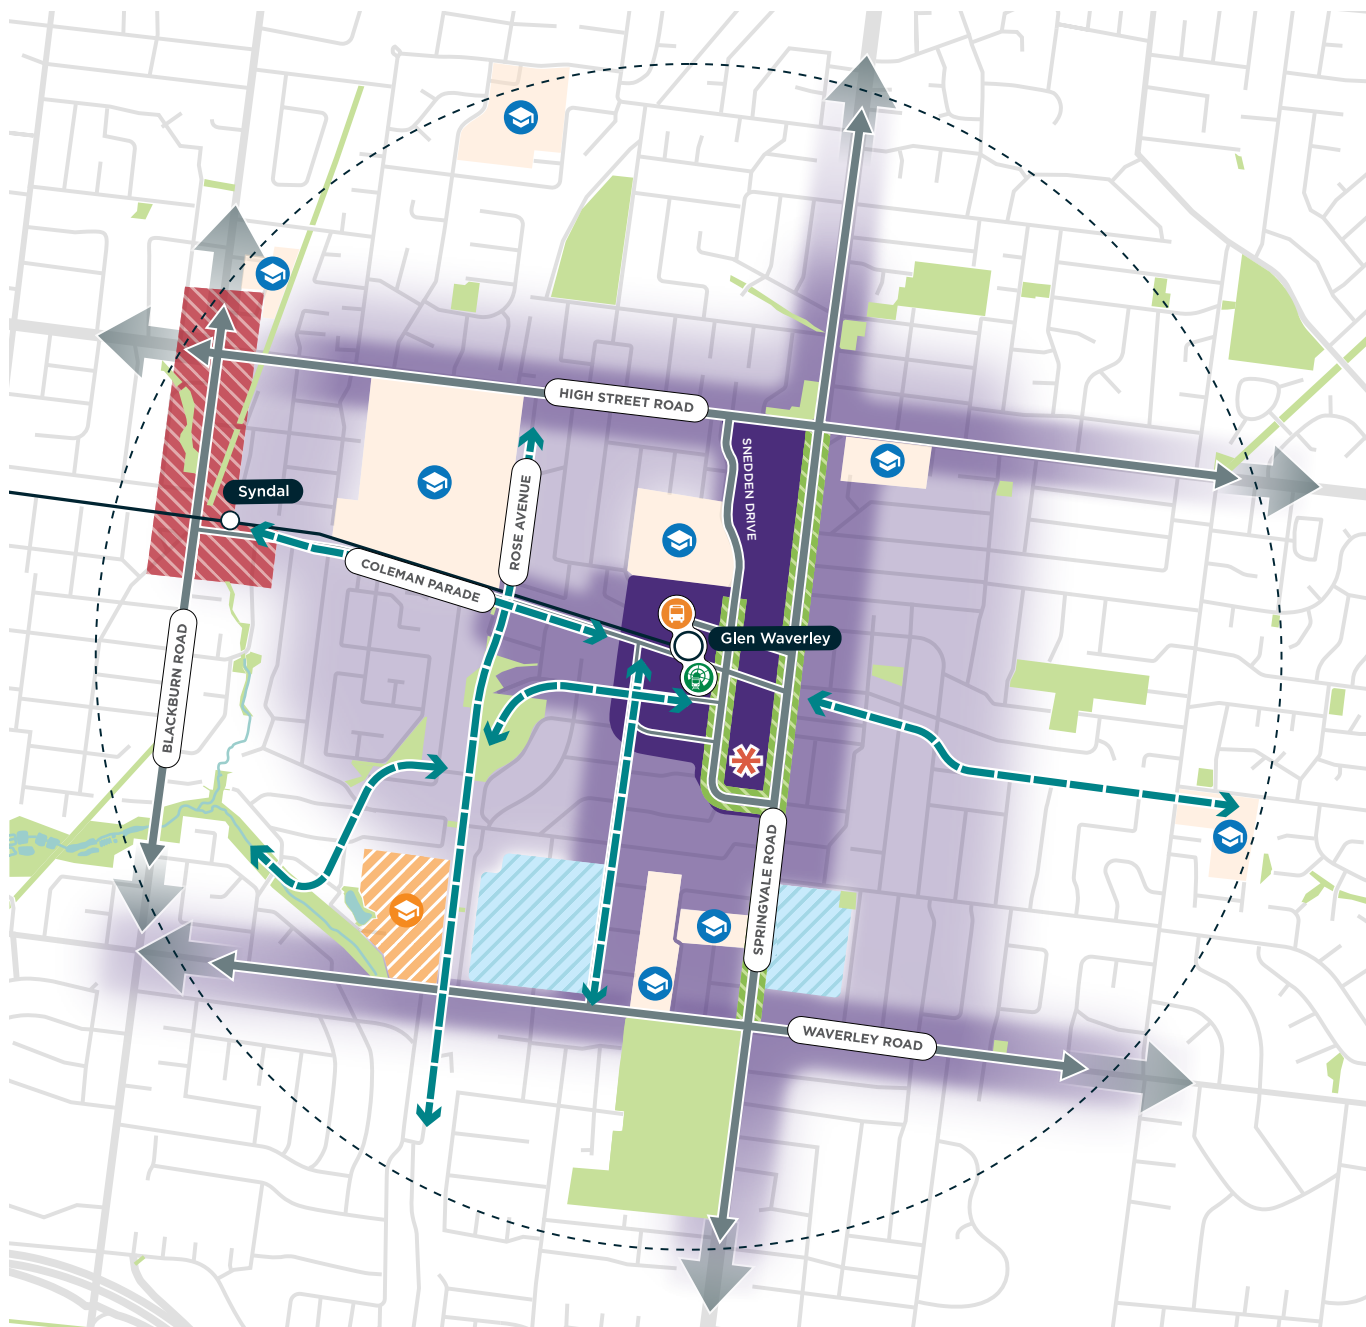 HIGH STREET ROAD
SNEDDEN DRIVE
Syndal
ROSE AVENUE
COLEMAN PARADE
Glen Waverley
BLACKBURN ROAD
SPRINGVALE ROAD
WAVERLEY ROAD